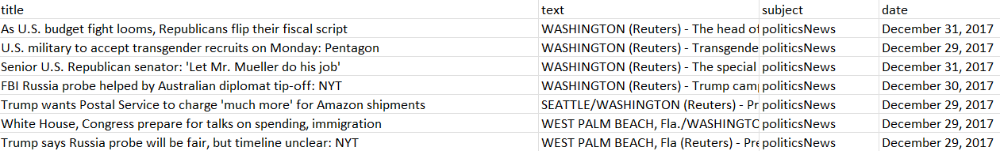 title text subject date
As U.S. budget fight looms, Republicans flip their fiscal script WASHINGTON (Reuters) - The head of politicsNews December 31, 2017
U.S. military to accept transgender recruits on Monday: Pentagon WASHINGTON (Reuters) - Transgende politicsNews December 29, 2017
Senior U.S. Republican senator: 'Let Mr. Mueller do his job' WASHINGTON (Reuters) - The special politicsNews December 31, 2017
FBI Russia probe helped by Australian diplomat tip-off: NYT WASHINGTON (Reuters) - Trump cam politicsNews December 30, 2017
Trump wants Postal Service to charge 'much more' for Amazon shipments SEATTLE/WASHINGTON (Reuters) - Pr politicsNews December 29, 2017
White House, Congress prepare for talks on spending, immigration WEST PALM BEACH, Fla./WASHINGTO politicsNews December 29, 2017
Trump says Russia probe will be fair, but timeline unclear: NYT WEST PALM BEACH, Fla (Reuters) - Pre politicsNews December 29, 2017